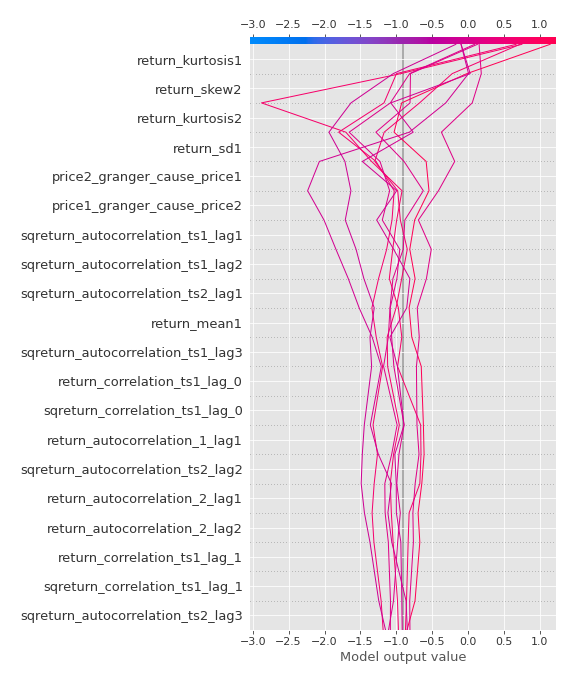 −3.0 −2.5 −2.0 −1.5 −1.0 −0.5 0.0 0.5 1.0
return_kurtosis1
return_skew2
return_kurtosis2
return_sd1
price2_granger_cause_price1
price1_granger_cause_price2
sqreturn_autocorrelation_ts1_lag1
sqreturn_autocorrelation_ts1_lag2
sqreturn_autocorrelation_ts2_lag1
return_mean1
sqreturn_autocorrelation_ts1_lag3
return_correlation_ts1_lag_0
sqreturn_correlation_ts1_lag_0
return_autocorrelation_1_lag1
sqreturn_autocorrelation_ts2_lag2
return_autocorrelation_2_lag1
return_autocorrelation_2_lag2
return_correlation_ts1_lag_1
sqreturn_correlation_ts1_lag_1
sqreturn_autocorrelation_ts2_lag3
−3.0 −2.5 −2.0 −1.5 −1.0 −0.5 0.0 0.5 1.0
Model output value